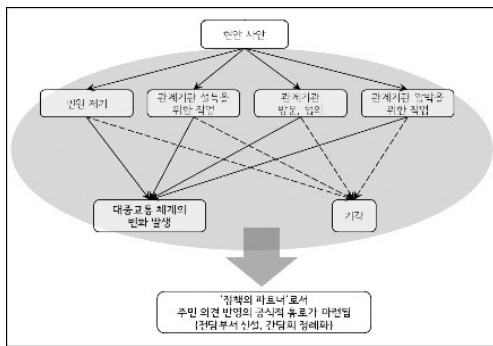 현안 사안
민원 제기
관계기관 설득을
위한 작업
관계기관
방문, 협의
관계기관 압박을
위한 작업
대중교통 체계의
변화 발생
기각
'정책의 파트너'로서
주민 의견 반영의 공식적 통로가 마련됨
(전담부서 신설, 간담회 정례화)